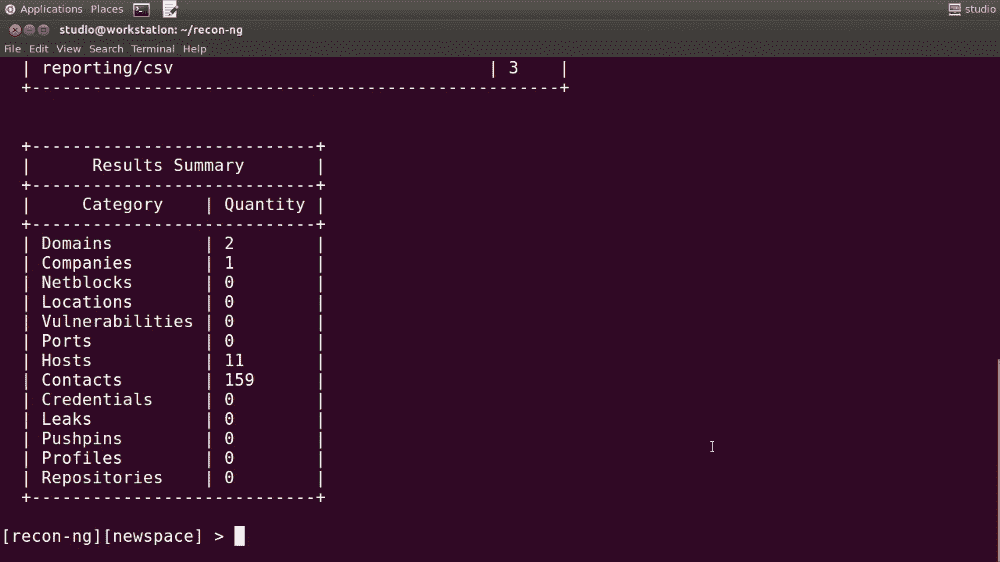 Applications Places studio
studio@workstation: ~/recon-ng
File Edit View Search Terminal Help
| reporting/csv | 3 |
+----------------------------------------------------+
+----------------------------+
| Results Summary |
+----------------------------+
| Category | Quantity |
+----------------------------+
| Domains | 2 |
| Companies | 1 |
| Netblocks | 0 |
| Locations | 0 |
| Vulnerabilities | 0 |
| Ports | 0 |
| Hosts | 11 |
| Contacts | 159 |
| Credentials | 0 |
| Leaks | 0 |
| Pushpins | 0 |
| Profiles | 0 |
| Repositories | 0 |
+----------------------------+
[recon-ng][newspace] >